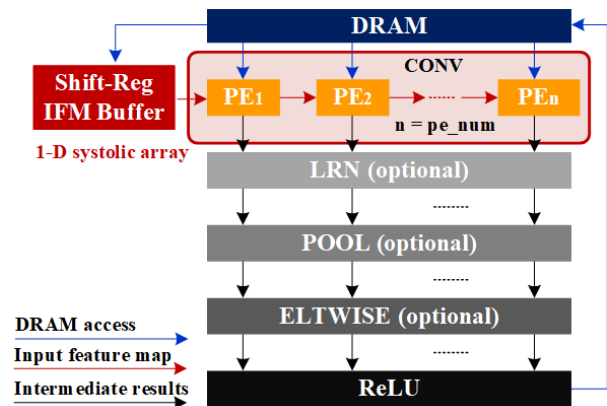 DRAM
CONV
Shift-Reg
IFM Buffer
PE1
PE2
......
PEn
n = pe_num
1-D systolic array
LRN (optional)
........
POOL (optional)
........
ELTWISE (optional)
DRAM access
........
Input feature map
Intermediate results
ReLU